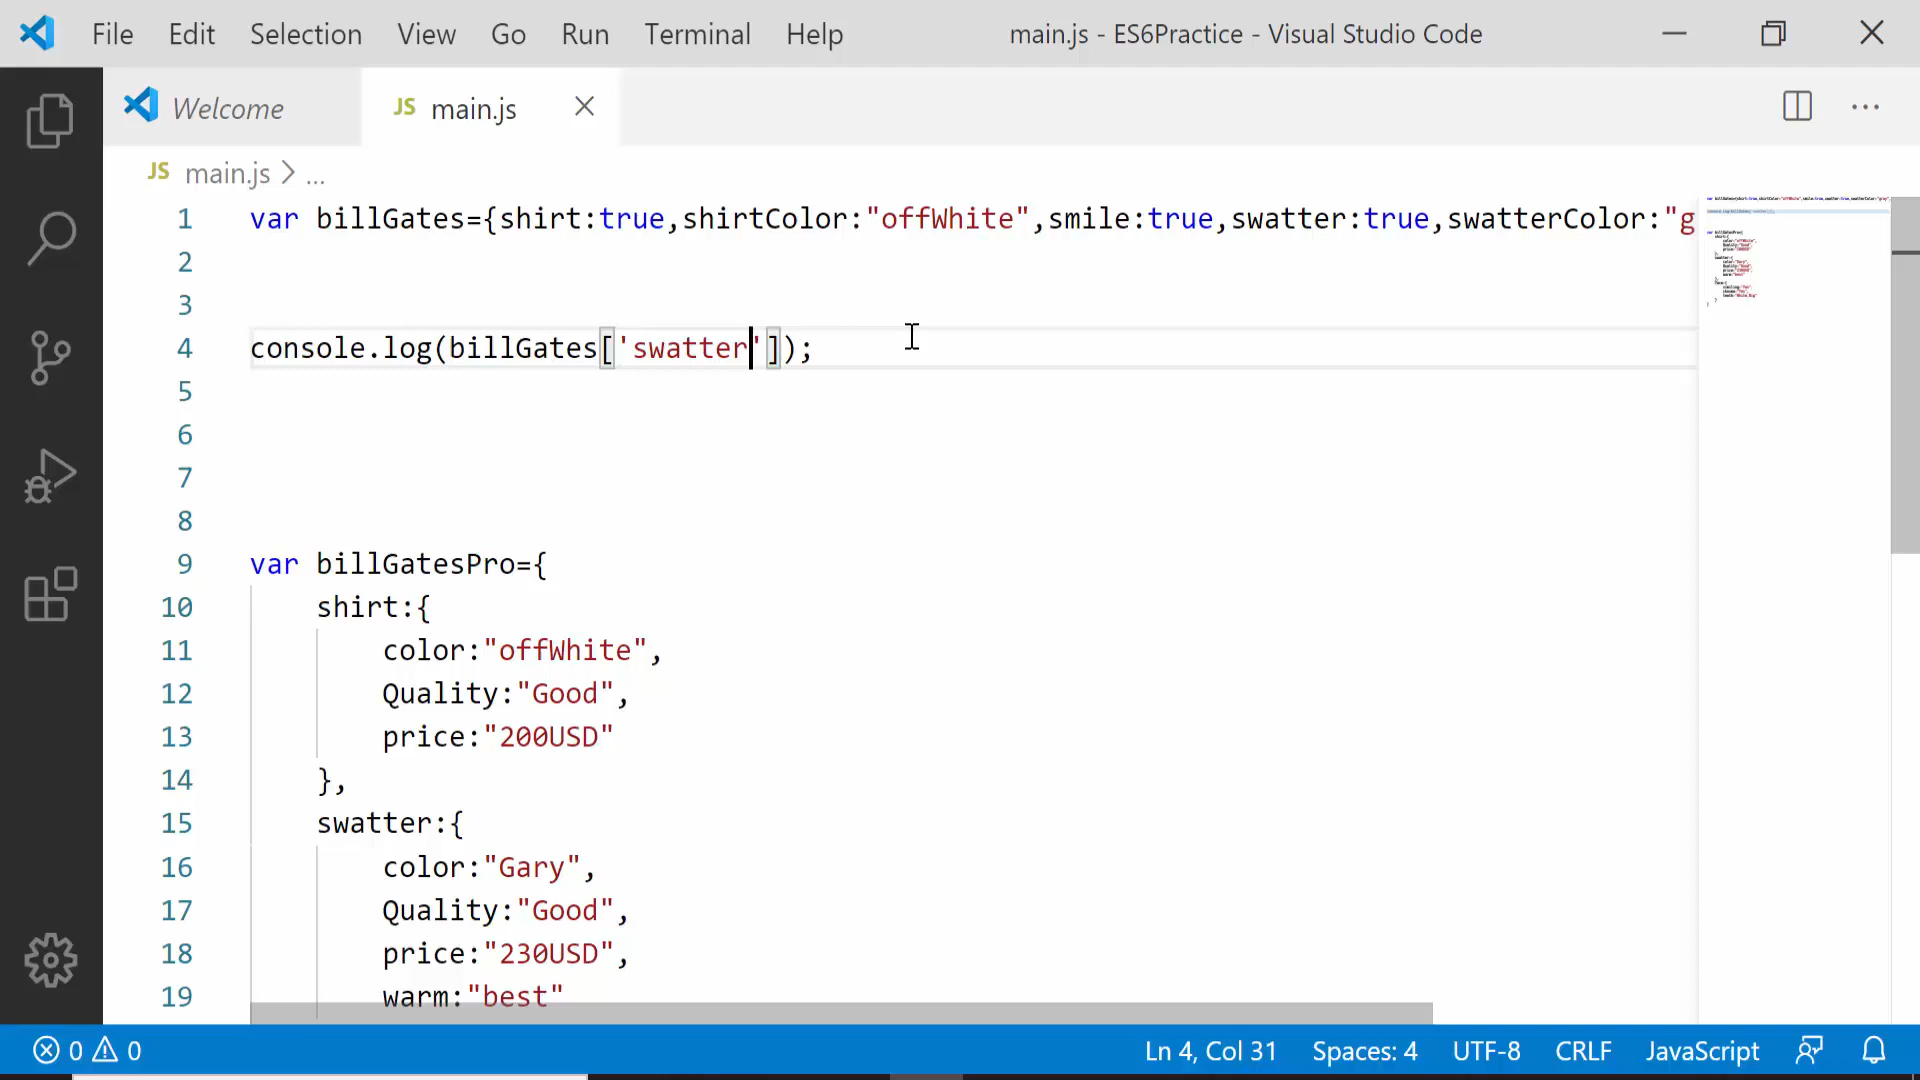 File Edit Selection View Go Run Terminal Help main.js - ES6Practice - Visual Studio Code
Welcome JS main.js
JS main.js > ...
1 var billGates={shirt:true,shirtColor:"offWhite",smile:true,swatter:true,swatterColor:"g
2
3
4 console.log(billGates['swatter']);
5
6
7
8
9 var billGatesPro={
10 shirt:{
11 color:"offWhite",
12 Quality:"Good",
13 price:"200USD"
14 },
15 swatter:{
16 color:"Gary",
17 Quality:"Good",
18 price:"230USD",
19 warm:"best"
0 0 Ln 4, Col 31 Spaces: 4 UTF-8 CRLF JavaScript